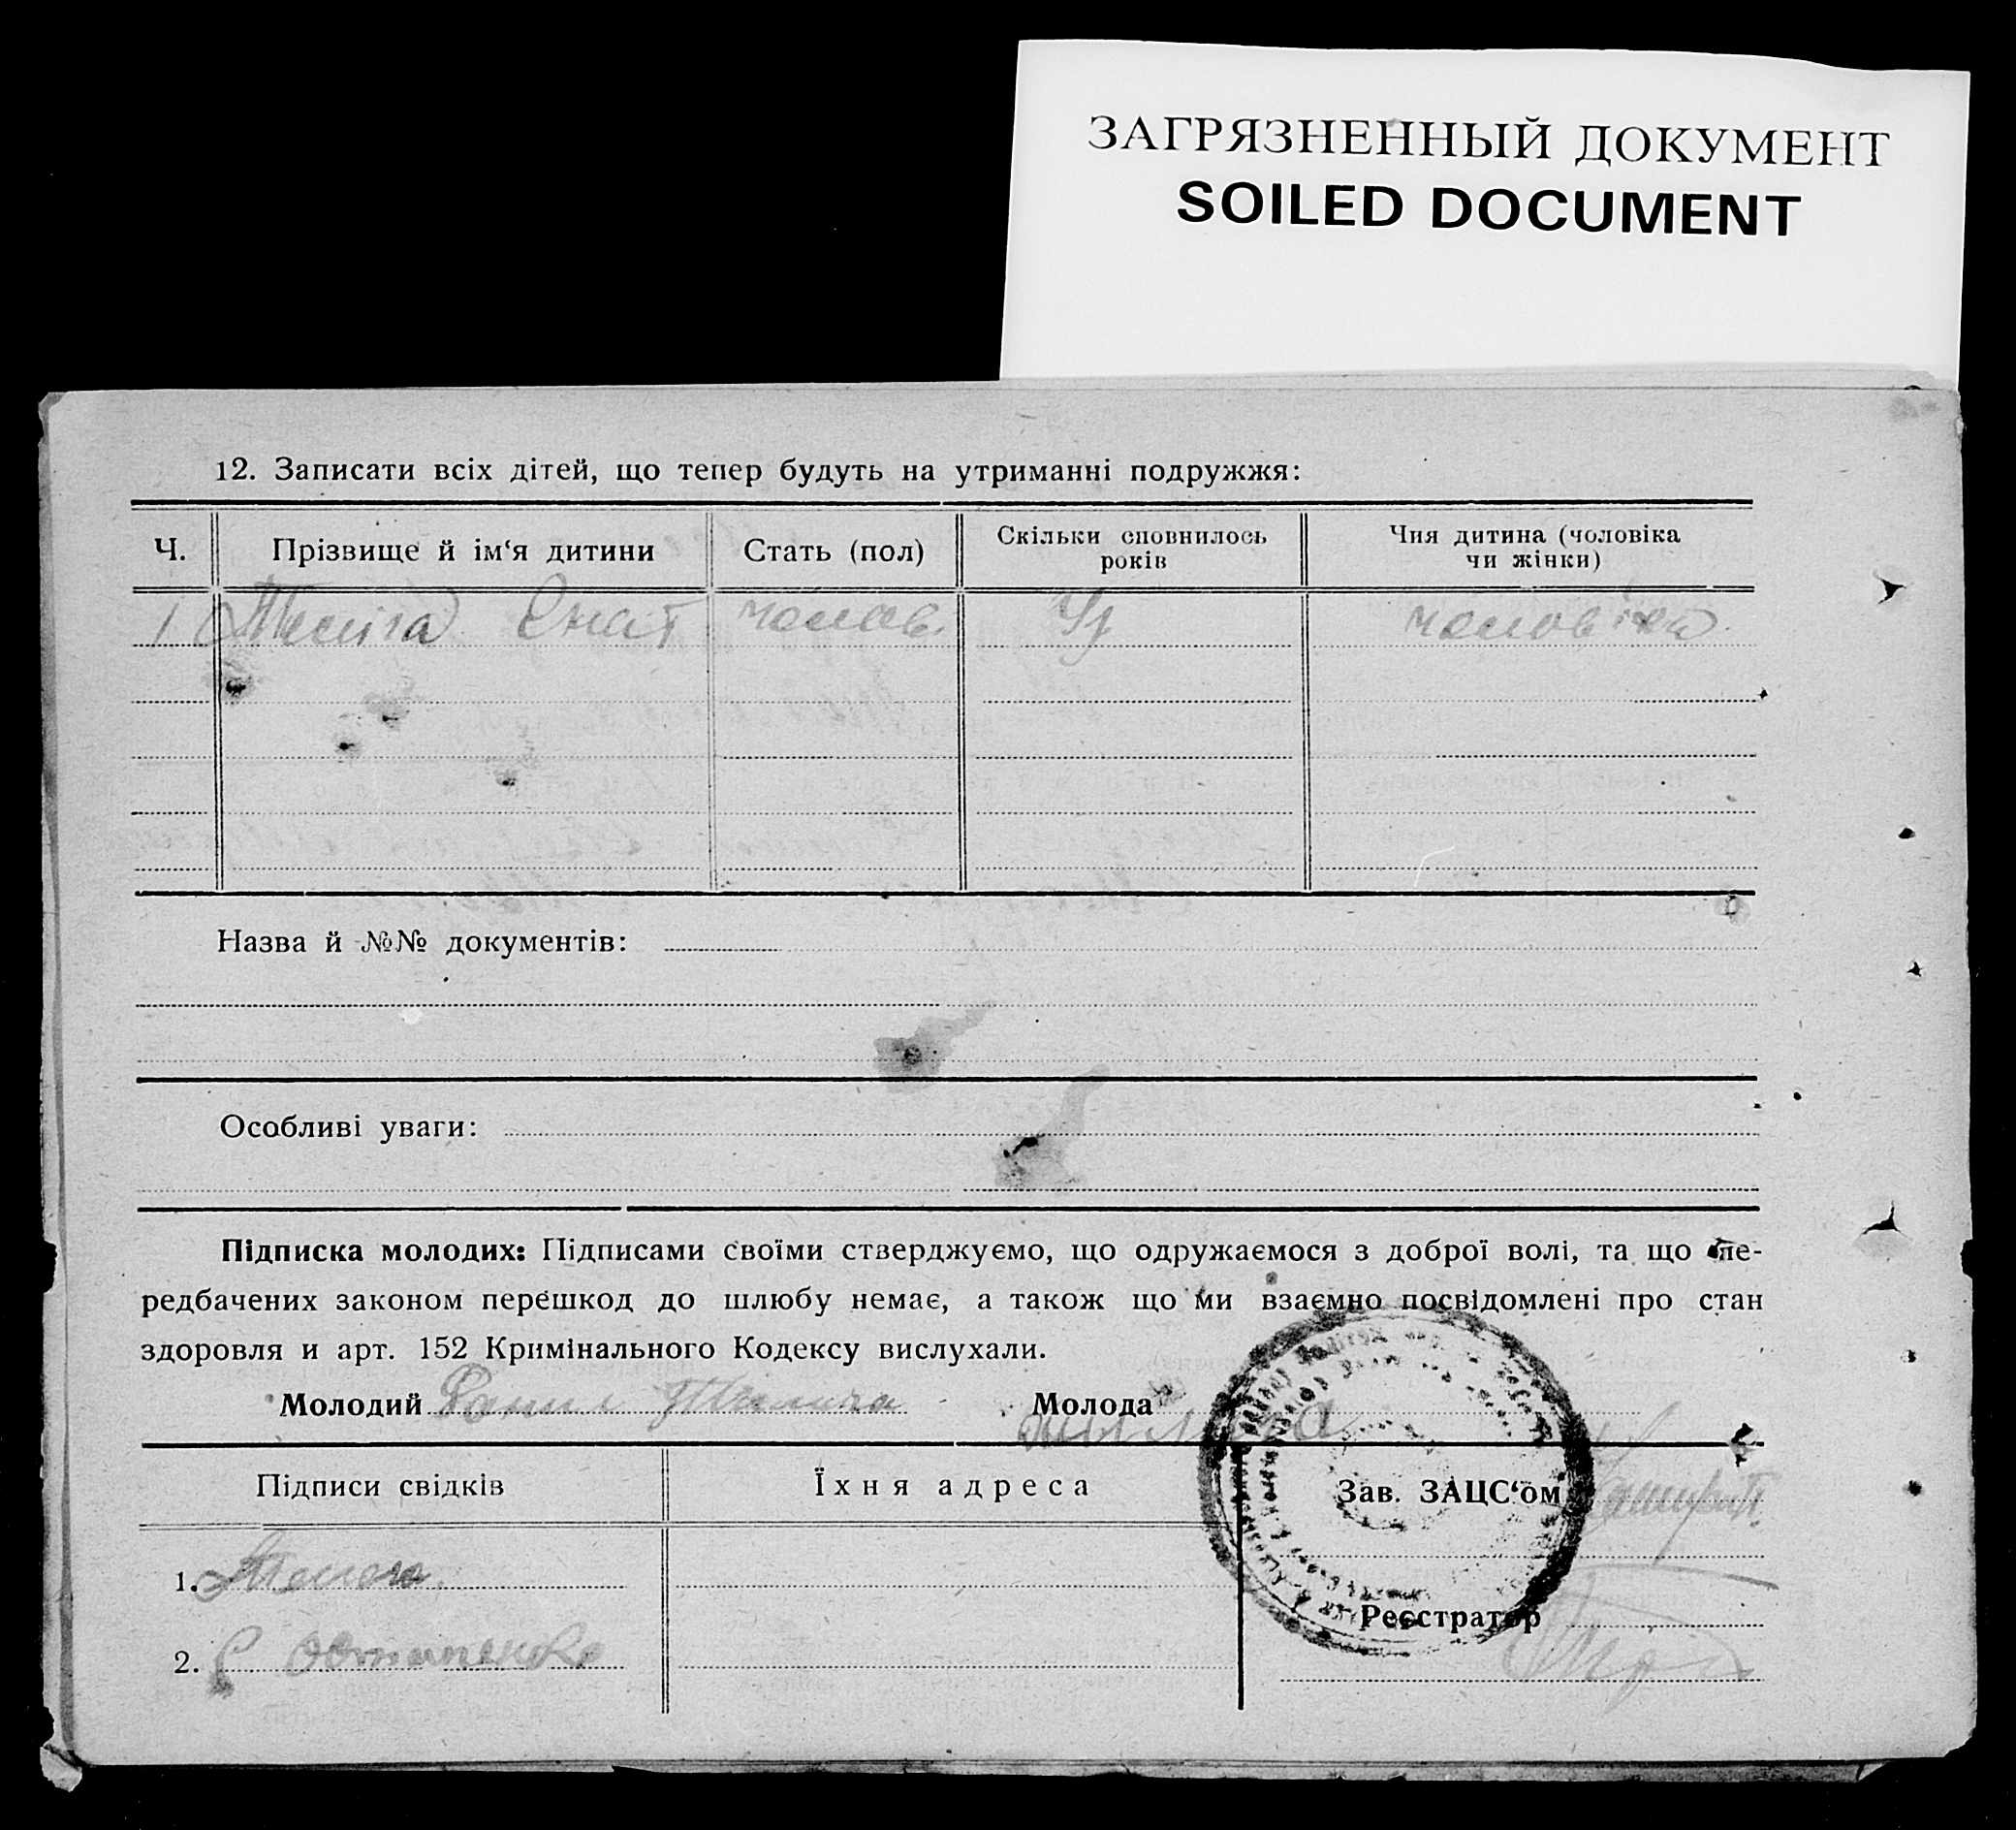 ЗАГРЯЗНЕННЫЙ ДОКУМЕНТ
SOILED DOCUMENT
12. Записати всіх дітей, що тепер будуть на утриманні подружжя:
Ч. Прізвище й ім‘я дитини Стать (пол) Скільки сповнилось років Чия дитина (чоловіка чи жінки)
1 чолов. чоловіка
Назва й №№ документів:
Особливі уваги:
Підписка молодих: Підписами своїми стверджуємо, що одружаємося з доброї волі, та що пе-
редбачених законом перешкод до шлюбу немає, а також що ми взаємно посвідомлені про стан
здоровля и арт. 152 Кримінального Кодексу вислухали.
Молодий Молода
Підписи свідків Їхня адреса Зав. ЗАЦС‘ом
1.
Реєстратор
2.